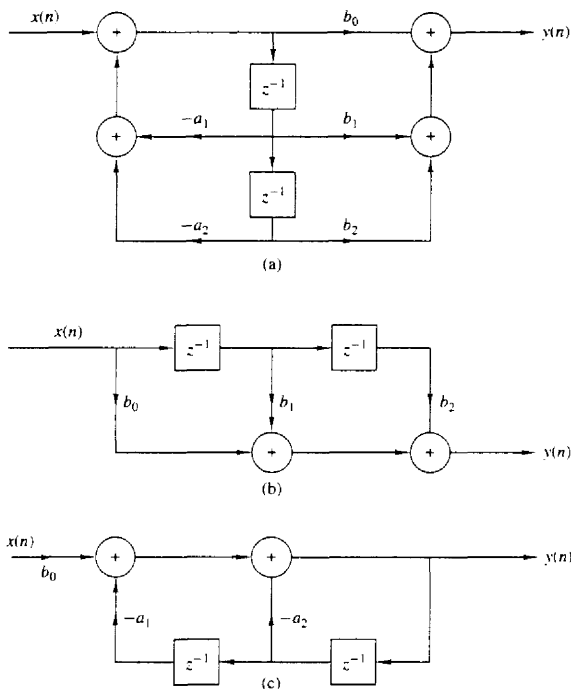 x(n) b₀ y(n)
+ +
z⁻¹
−a₁ b₁
+ +
z⁻¹
−a₂ b₂
(a)
x(n) z⁻¹ z⁻¹
b₀ b₁ b₂
+ + y(n)
(b)
x(n) + + y(n)
b₀
−a₁ −a₂
z⁻¹ z⁻¹
(c)